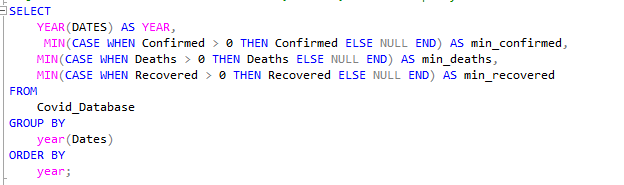 SELECT
    YEAR(DATES) AS YEAR,
     MIN(CASE WHEN Confirmed > 0 THEN Confirmed ELSE NULL END) AS min_confirmed,
    MIN(CASE WHEN Deaths > 0 THEN Deaths ELSE NULL END) AS min_deaths,
    MIN(CASE WHEN Recovered > 0 THEN Recovered ELSE NULL END) AS min_recovered
FROM
    Covid_Database
GROUP BY
    year(Dates)
ORDER BY
    year;